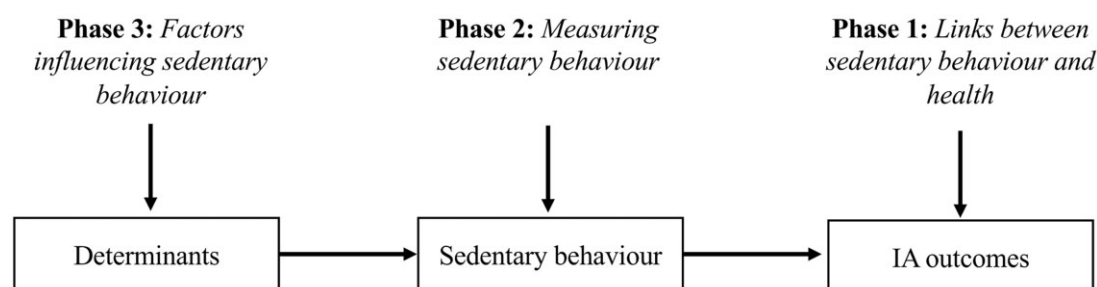 Phase 3: Factors
influencing sedentary
behaviour
Phase 2: Measuring
sedentary behaviour
Phase 1: Links between
sedentary behaviour and
health
Determinants
Sedentary behaviour
IA outcomes